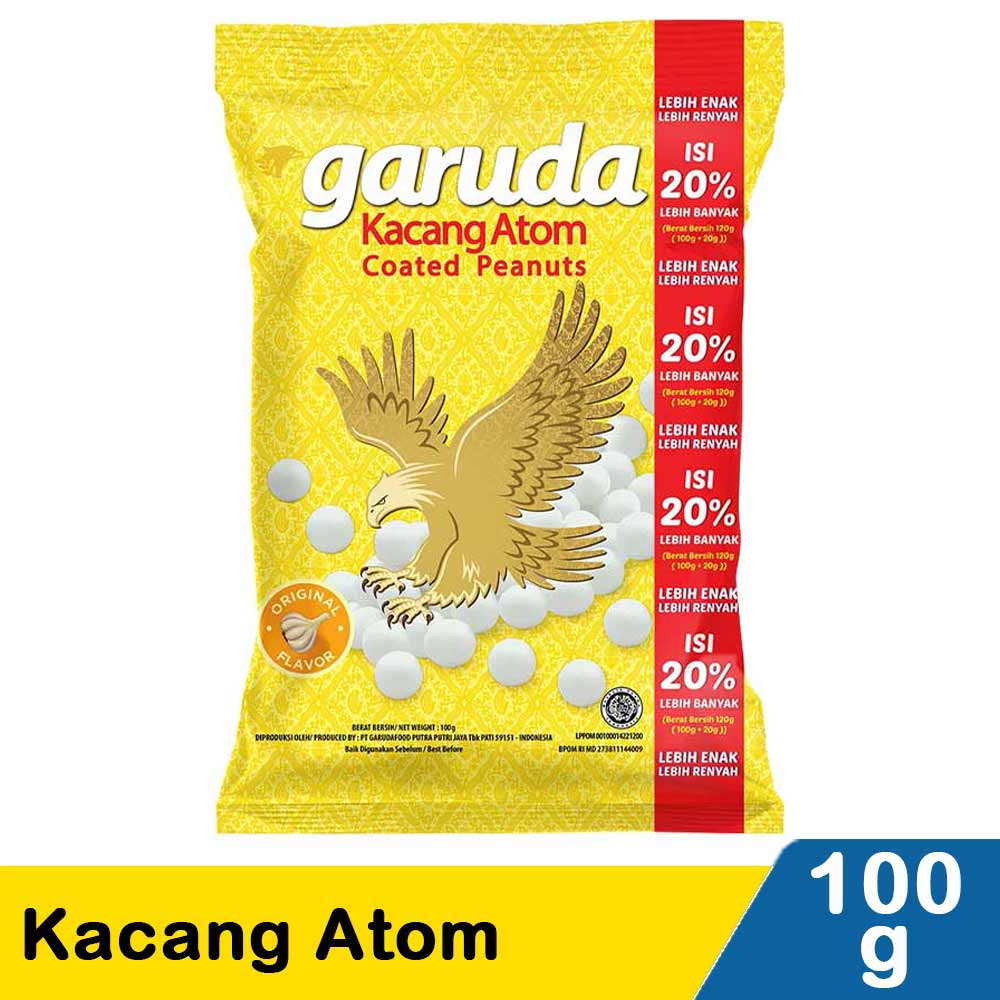 garuda
Kacang Atom
Coated Peanuts
ORIGINAL
FLAVOR
BERAT BERSIH/ NET WEIGHT : 100g
DIPRODUKSI OLEH/ PRODUCED BY : PT GARUDAFOOD PUTRA PUTRI JAYA Tbk PATI 59151 - INDONESIA
Baik Digunakan Sebelum / Best Before
LPPOM 00100014221200
BPOM RI MD 273811144009
LEBIH ENAK
LEBIH RENYAH
ISI
20%
LEBIH BANYAK
(Berat Bersih 120g
(100g + 20g))
LEBIH ENAK
LEBIH RENYAH
ISI
20%
LEBIH BANYAK
(Berat Bersih 120g
(100g + 20g))
LEBIH ENAK
LEBIH RENYAH
ISI
20%
LEBIH BANYAK
(Berat Bersih 120g
(100g + 20g))
LEBIH ENAK
LEBIH RENYAH
ISI
20%
LEBIH BANYAK
(Berat Bersih 120g
(100g + 20g))
LEBIH ENAK
LEBIH RENYAH
Kacang Atom
100
g